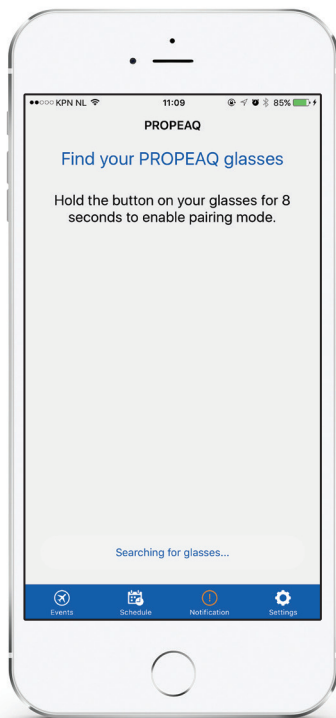 ●●○○○ KPN NL 11:09 85%
PROPEAQ
Find your PROPEAQ glasses
Hold the button on your glasses for 8
seconds to enable pairing mode.
Searching for glasses...
Events Schedule Notification Settings